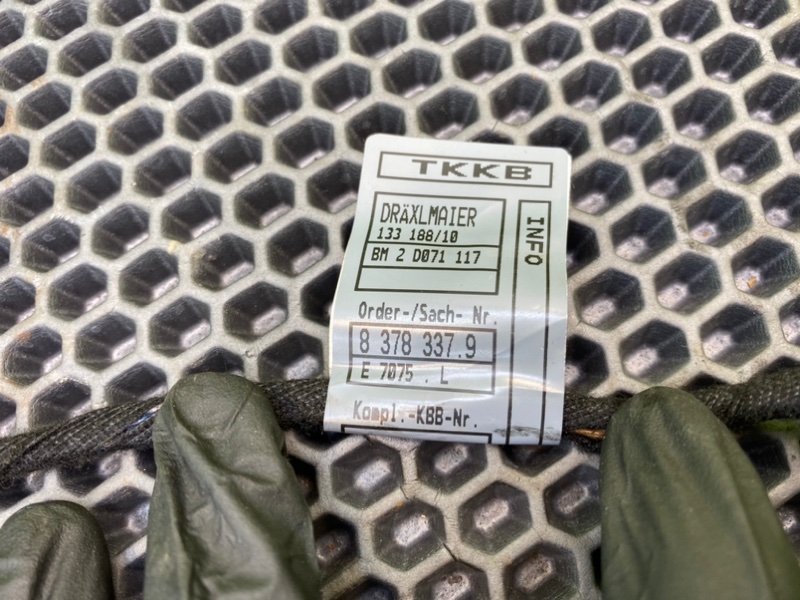 TKKB
DRÄXLMAIER
133 188/10
BM 2 D071 117
INFO
Order-/Sach- Nr.
8 378 337.9
E 7075 . L
Kompl.-KBB-Nr.